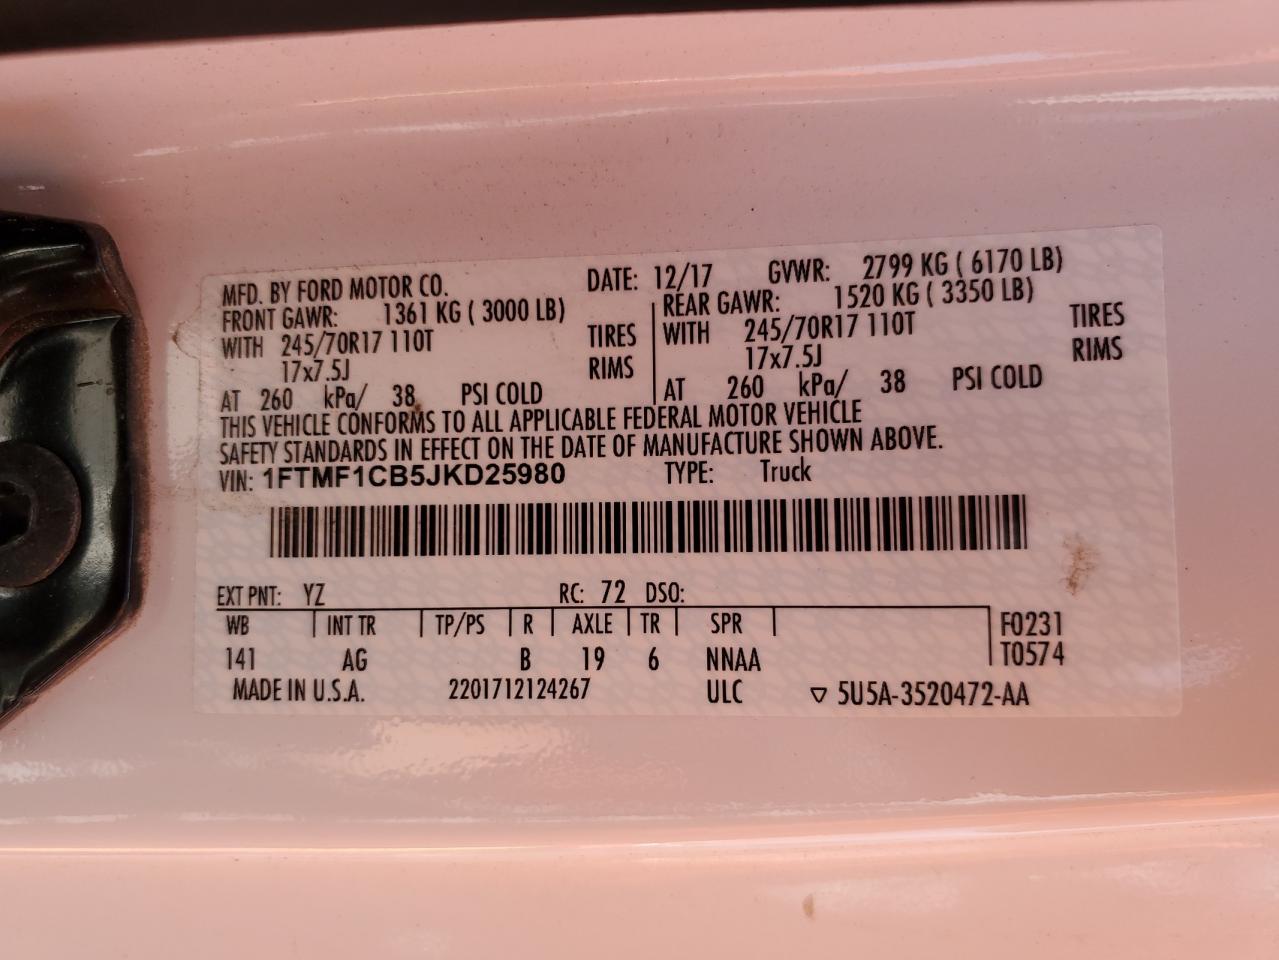 MFD. BY FORD MOTOR CO. DATE: 12/17 GVWR: 2799 KG ( 6170 LB)
FRONT GAWR: 1361 KG ( 3000 LB) REAR GAWR: 1520 KG ( 3350 LB)
WITH 245/70R17 110T TIRES WITH 245/70R17 110T TIRES
17x7.5J RIMS 17x7.5J RIMS
AT 260 kPa/ 38 PSI COLD AT 260 kPa/ 38 PSI COLD
THIS VEHICLE CONFORMS TO ALL APPLICABLE FEDERAL MOTOR VEHICLE
SAFETY STANDARDS IN EFFECT ON THE DATE OF MANUFACTURE SHOWN ABOVE.
VIN: 1FTMF1CB5JKD25980 TYPE: Truck
EXT PNT: YZ RC: 72 DSO:
WB INT TR TP/PS R AXLE TR SPR F0231
141 AG B 19 6 NNAA T0574
MADE IN U.S.A. 2201712124267 ULC ▽ 5U5A-3520472-AA